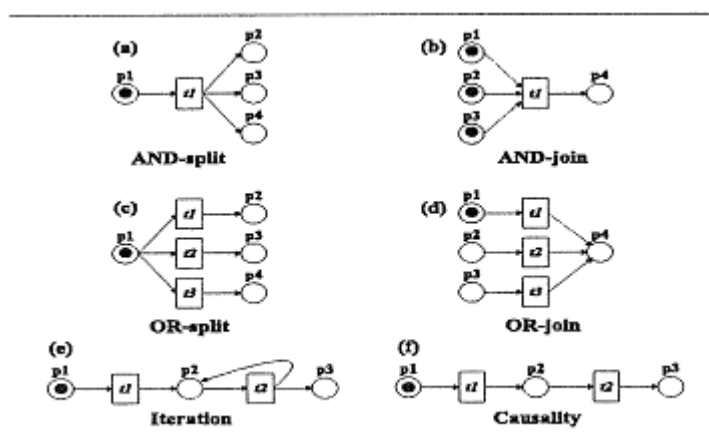 (a) p2 (b) p1
p1 t1 p3 p2 t1 p4
p4 p3
AND-split AND-join
(c) t1 p2 (d) p1 t1
p1 t2 p3 p2 t2 p4
t3 p4 p3 t3
OR-split OR-join
(e) p1 t1 p2 t2 p3 (f) p1 t1 p2 t2 p3
Iteration Causality